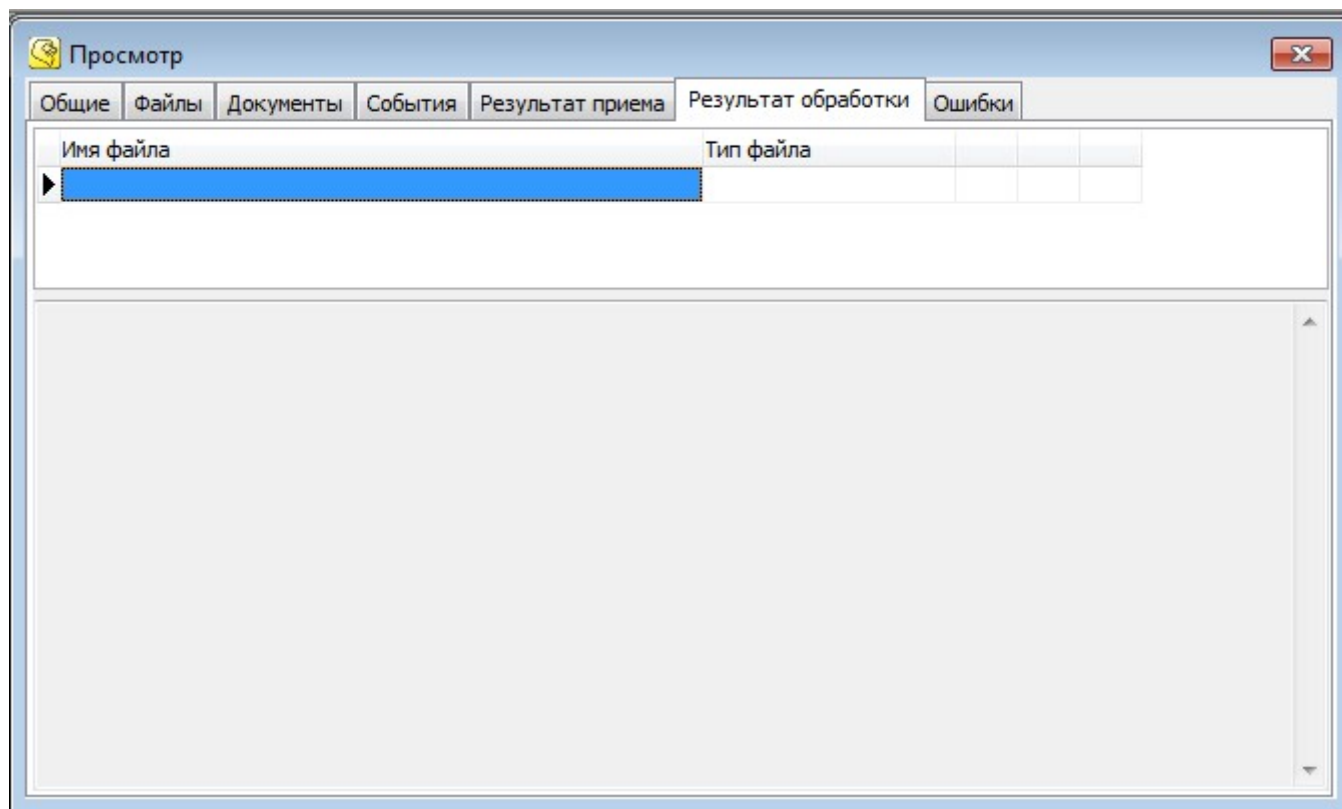 Просмотр
Общие Файлы Документы События Результат приема Результат обработки Ошибки
Имя файла Тип файла